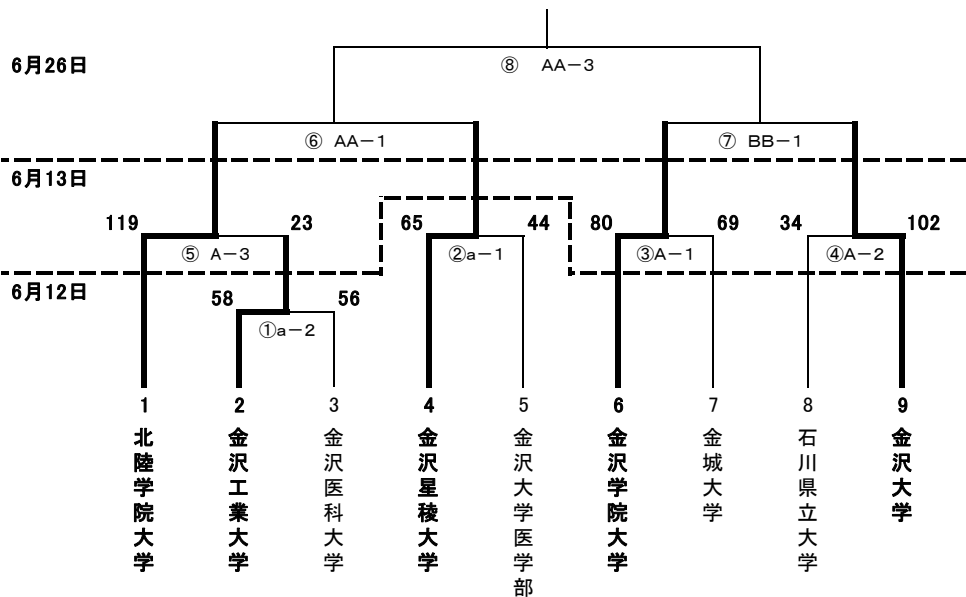 6月26日
⑧ AA－3
⑥ AA－1
⑦ BB－1
6月13日
119
23
65
44
80
69
34
102
⑤ A－3
②a－1
③A－1
④A－2
6月12日
58
56
①a－2
1
2
3
4
5
6
7
8
9
北陸学院大学
金沢工業大学
金沢医科大学
金沢星稜大学
金沢大学医学部
金沢学院大学
金城大学
石川県立大学
金沢大学